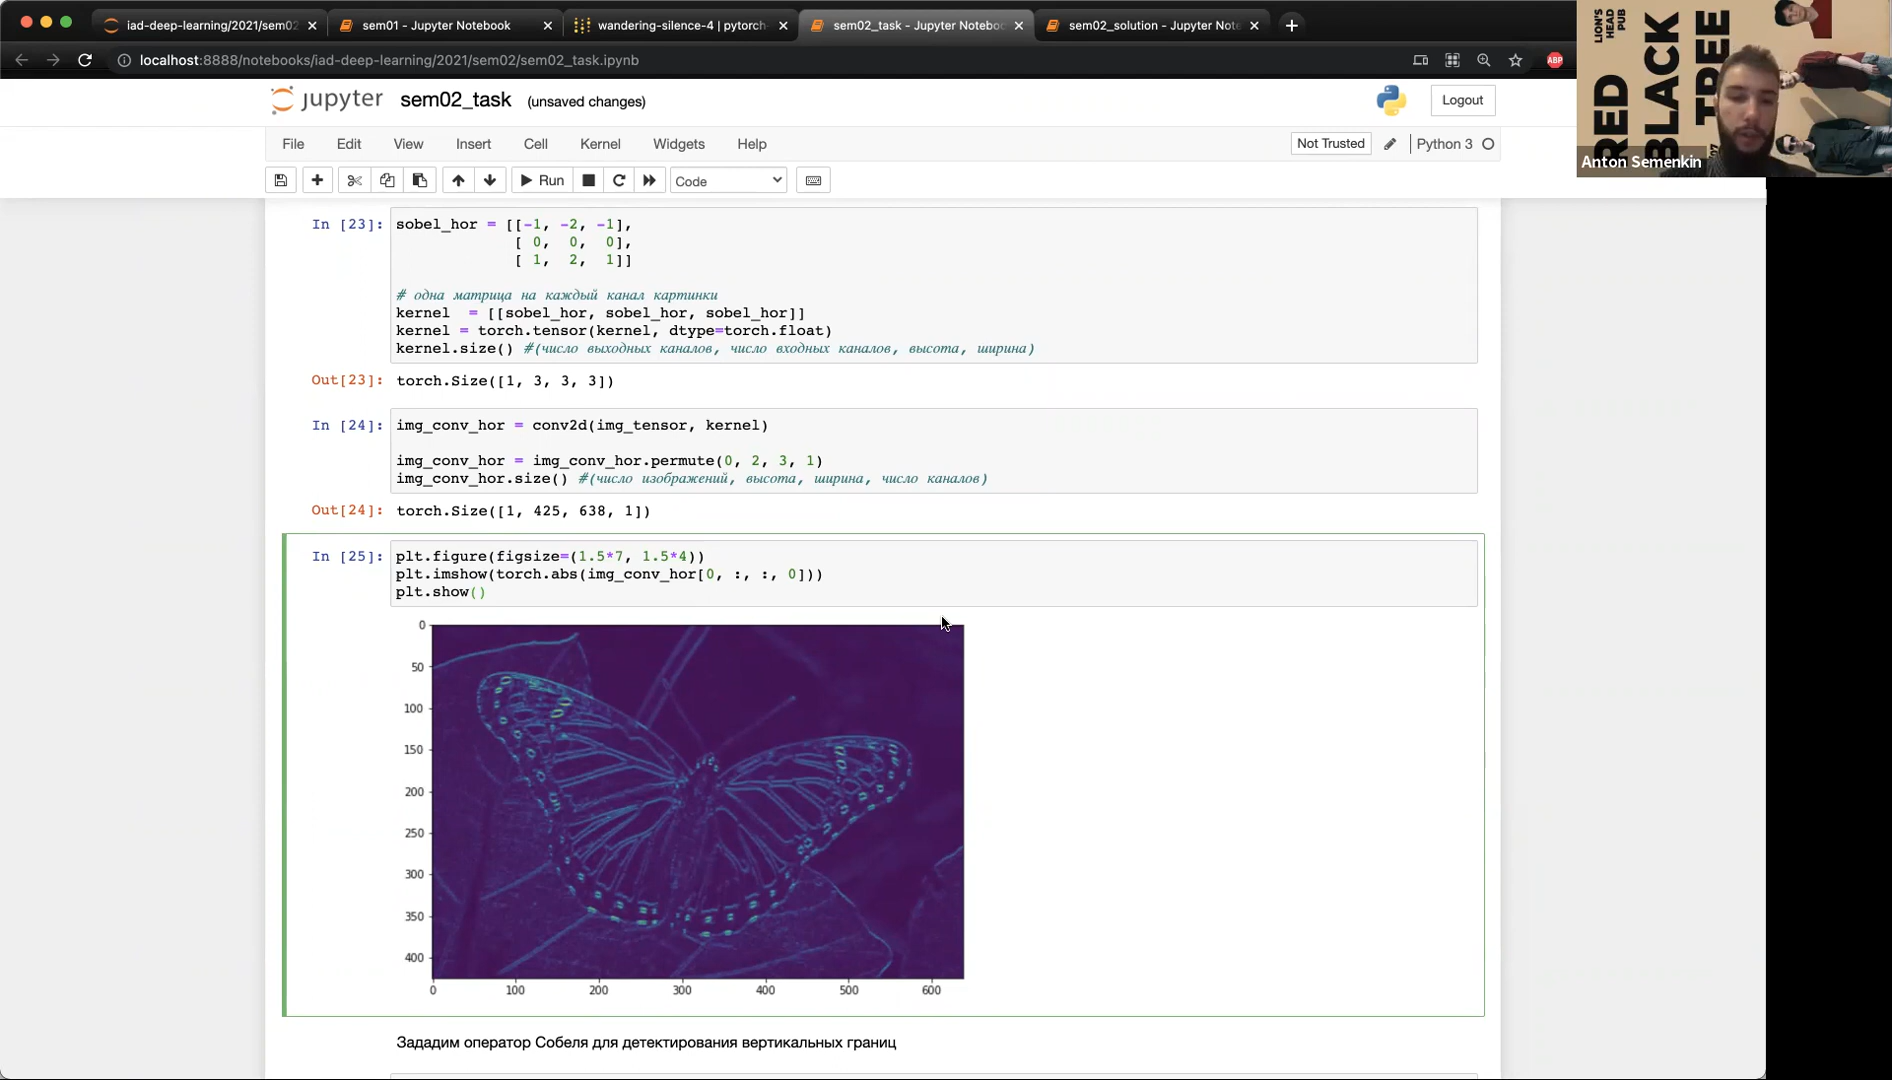 iad-deep-learning/2021/sem02
sem01 - Jupyter Notebook
wandering-silence-4 | pytorch-
sem02_task - Jupyter Notebook
sem02_solution - Jupyter Note
localhost:8888/notebooks/iad-deep-learning/2021/sem02/sem02_task.ipynb
ABP
LION'S
HEAD
PUB
RED
BLACK
TREE
Anton Semenkin
jupyter sem02_task (unsaved changes)
Logout
File Edit View Insert Cell Kernel Widgets Help
Not Trusted
Python 3
Run
Code
In [23]: sobel_hor = [[-1, -2, -1],
[ 0, 0, 0],
[ 1, 2, 1]]
# одна матрица на каждый канал картинки
kernel = [[sobel_hor, sobel_hor, sobel_hor]]
kernel = torch.tensor(kernel, dtype=torch.float)
kernel.size() #(число выходных каналов, число входных каналов, высота, ширина)
Out[23]: torch.Size([1, 3, 3, 3])
In [24]: img_conv_hor = conv2d(img_tensor, kernel)
img_conv_hor = img_conv_hor.permute(0, 2, 3, 1)
img_conv_hor.size() #(число изображений, высота, ширина, число каналов)
Out[24]: torch.Size([1, 425, 638, 1])
In [25]: plt.figure(figsize=(1.5*7, 1.5*4))
plt.imshow(torch.abs(img_conv_hor[0, :, :, 0]))
plt.show()
0
50
100
150
200
250
300
350
400
0 100 200 300 400 500 600
Зададим оператор Собеля для детектирования вертикальных границ